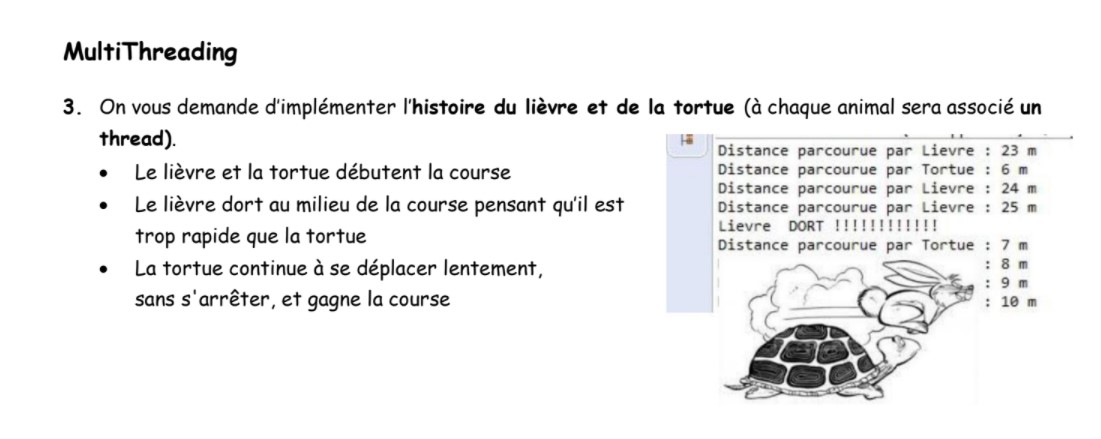 MultiThreading
3. On vous demande d'implémenter l'histoire du lièvre et de la tortue (à chaque animal sera associé un
thread).
• Le lièvre et la tortue débutent la course
• Le lièvre dort au milieu de la course pensant qu'il est
trop rapide que la tortue
• La tortue continue à se déplacer lentement,
sans s'arrêter, et gagne la course
Distance parcourue par Lievre : 23 m
Distance parcourue par Tortue : 6 m
Distance parcourue par Lievre : 24 m
Distance parcourue par Lievre : 25 m
Lievre DORT !!!!!!!!!!!!!
Distance parcourue par Tortue : 7 m
: 8 m
: 9 m
: 10 m